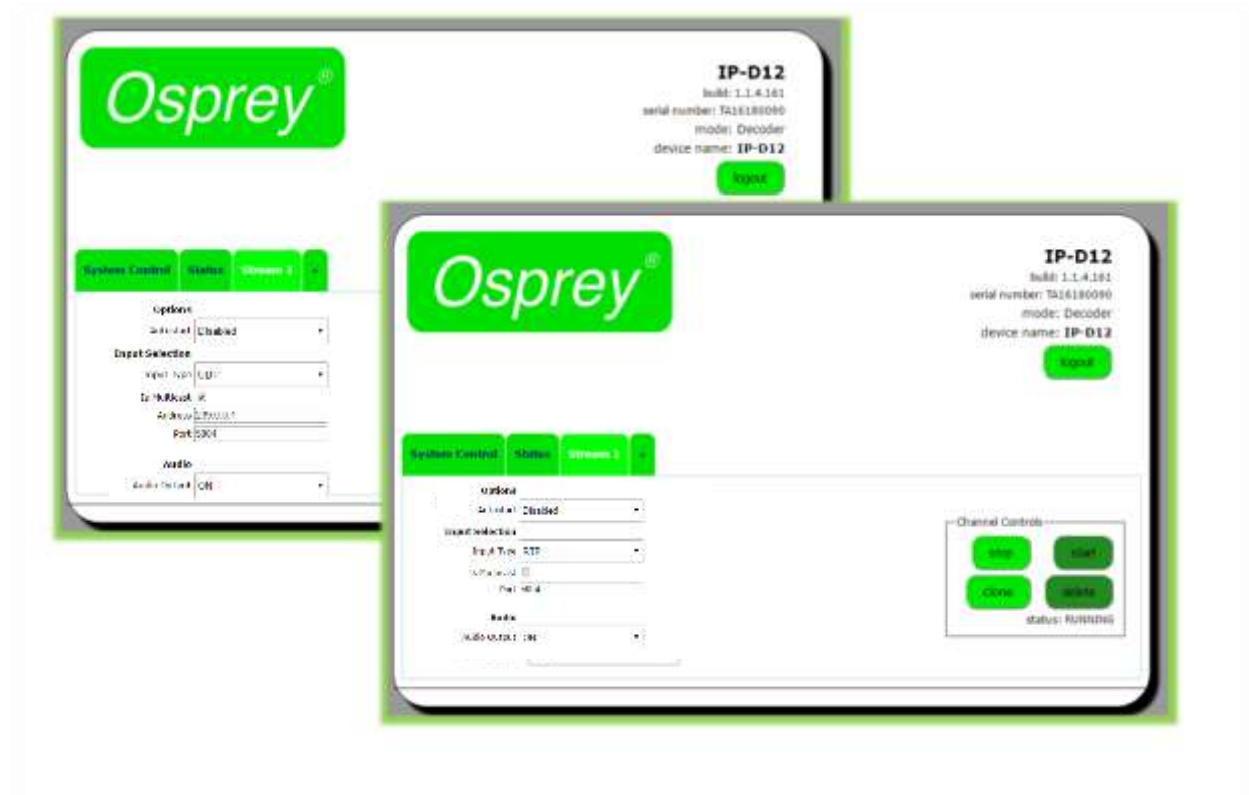 Osprey®
IP-D12
build: 1.1.4.161
serial number: TA16180090
mode: Decoder
device name: IP-D12
logout
System Control Status Stream 1 +
Options
Autostart Disabled
Input Selection
Input Type
Is Multicast
Address
Port 5004
Audio
Audio Output ON
Osprey®
IP-D12
build: 1.1.4.161
serial number: TA16180090
mode: Decoder
device name: IP-D12
logout
System Control Status Stream 1 +
Options
Autostart Disabled
Input Selection
Input Type RTP
Is Multicast
Port
Audio
Audio Output ON
Channel Controls
stop start
clone delete
status: RUNNING